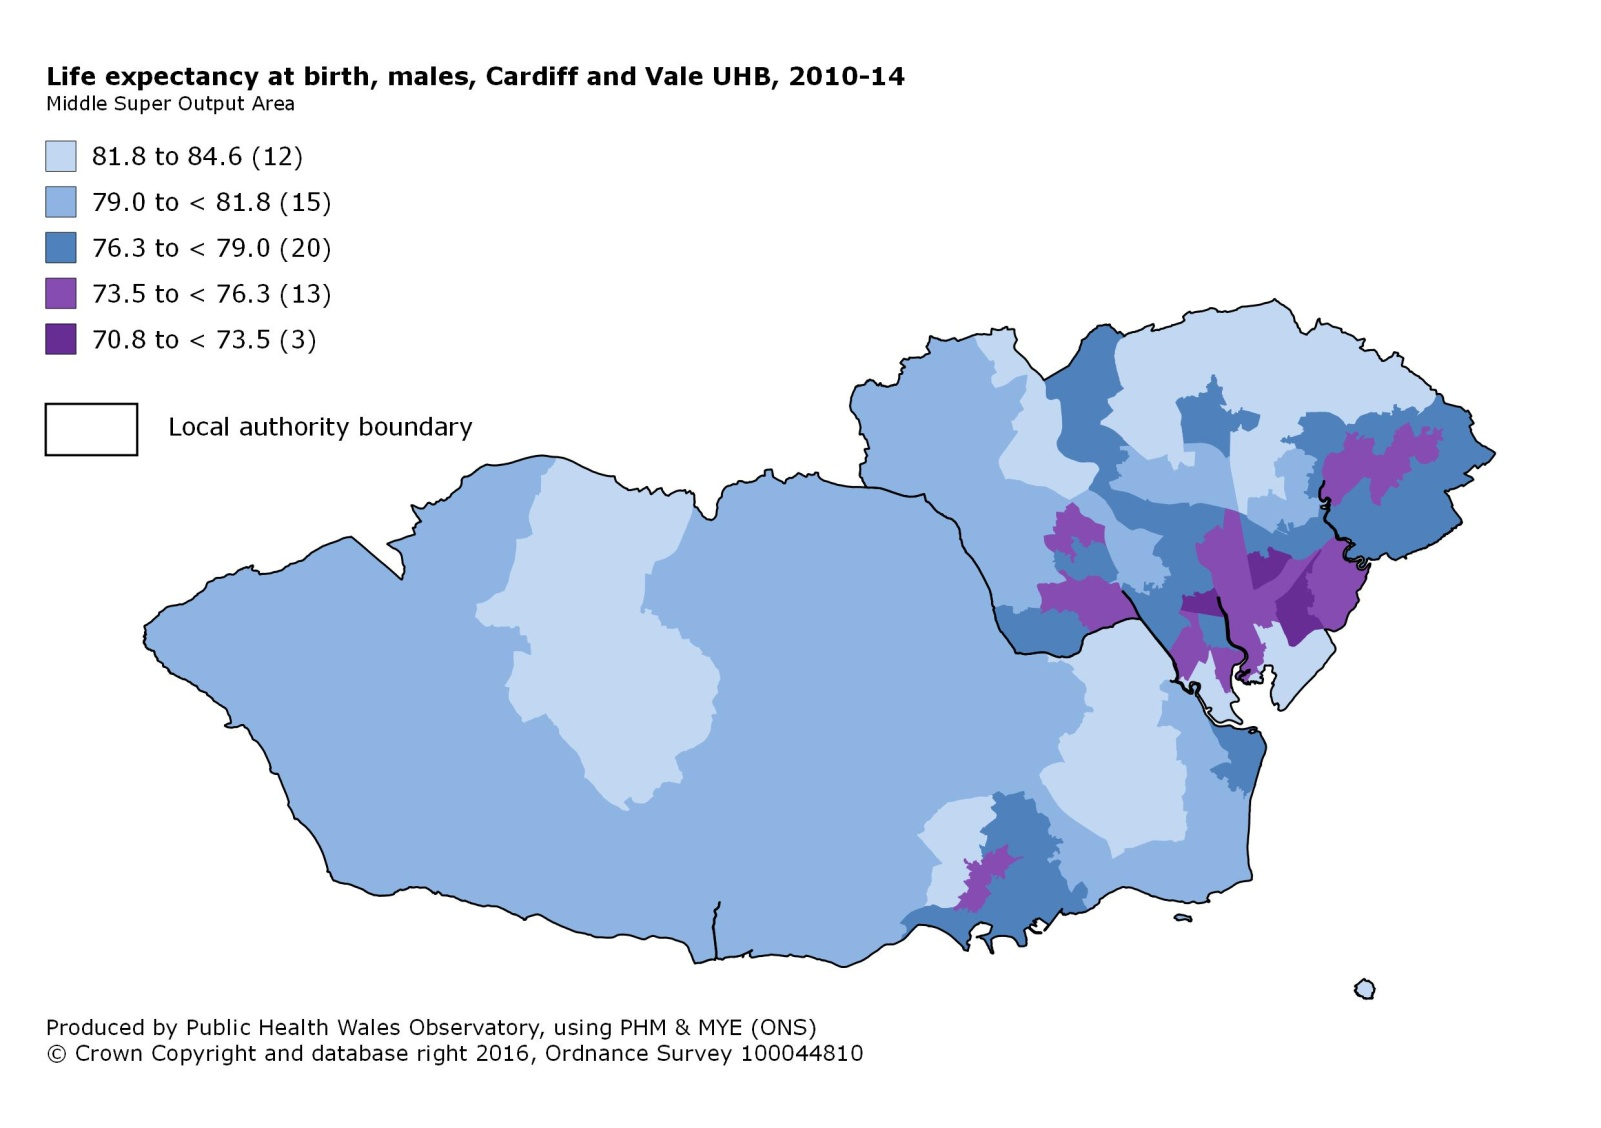 Life expectancy at birth, males, Cardiff and Vale UHB, 2010-14
Middle Super Output Area
81.8 to 84.6 (12)
79.0 to < 81.8 (15)
76.3 to < 79.0 (20)
73.5 to < 76.3 (13)
70.8 to < 73.5 (3)
Local authority boundary
Produced by Public Health Wales Observatory, using PHM & MYE (ONS)
© Crown Copyright and database right 2016, Ordnance Survey 100044810